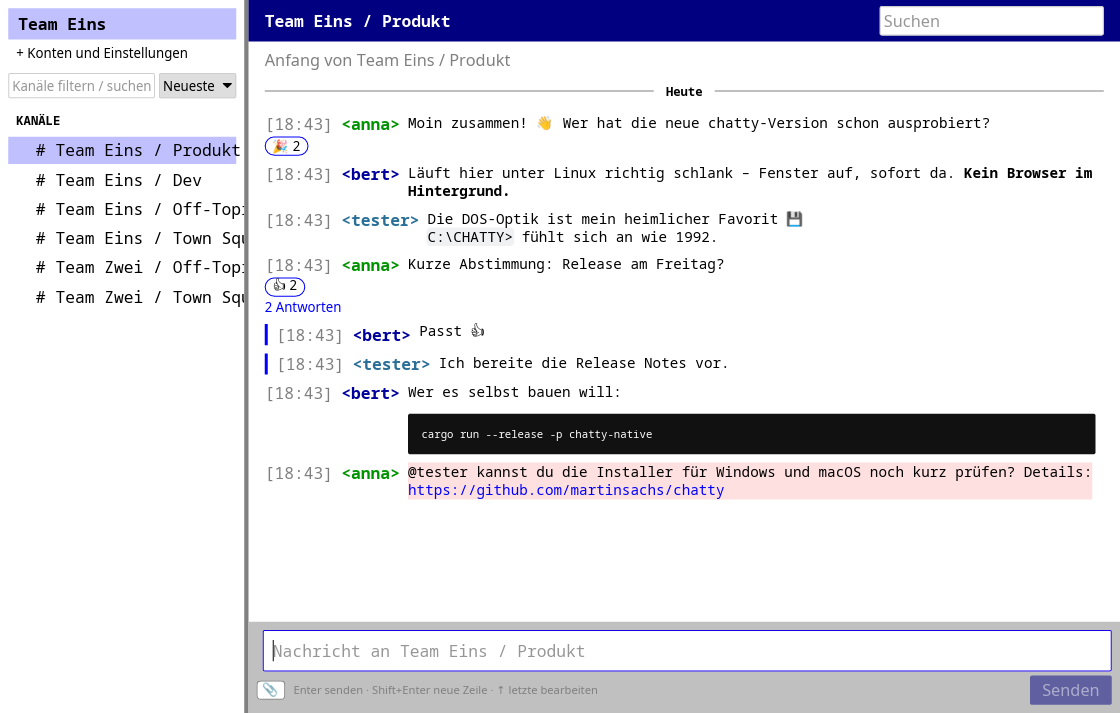 Team Eins
+ Konten und Einstellungen
Kanäle filtern / suchen
Neueste
KANÄLE
# Team Eins / Produkt
# Team Eins / Dev
# Team Eins / Off-Topi
# Team Eins / Town Squ
# Team Zwei / Off-Topi
# Team Zwei / Town Squ
Team Eins / Produkt
Suchen
Anfang von Team Eins / Produkt
Heute
[18:43] <anna> Moin zusammen! 👋 Wer hat die neue chatty-Version schon ausprobiert?
🎉 2
[18:43] <bert> Läuft hier unter Linux richtig schlank – Fenster auf, sofort da. Kein Browser im
Hintergrund.
[18:43] <tester> Die DOS-Optik ist mein heimlicher Favorit 💾
C:\CHATTY> fühlt sich an wie 1992.
[18:43] <anna> Kurze Abstimmung: Release am Freitag?
👍 2
2 Antworten
[18:43] <bert> Passt 👍
[18:43] <tester> Ich bereite die Release Notes vor.
[18:43] <bert> Wer es selbst bauen will:
cargo run --release -p chatty-native
[18:43] <anna> @tester kannst du die Installer für Windows und macOS noch kurz prüfen? Details:
https://github.com/martinsachs/chatty
Nachricht an Team Eins / Produkt
📎 Enter senden · Shift+Enter neue Zeile · ↑ letzte bearbeiten
Senden